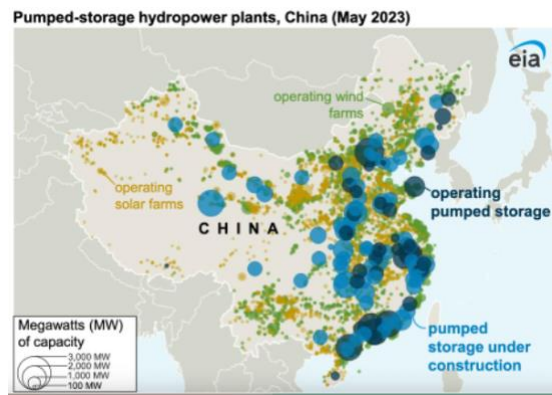 Pumped-storage hydropower plants, China (May 2023)
eia
operating wind
farms
operating
solar farms
operating
pumped storage
CHINA
pumped
storage under
construction
Megawatts (MW)
of capacity
3,000 MW
2,000 MW
1,000 MW
100 MW